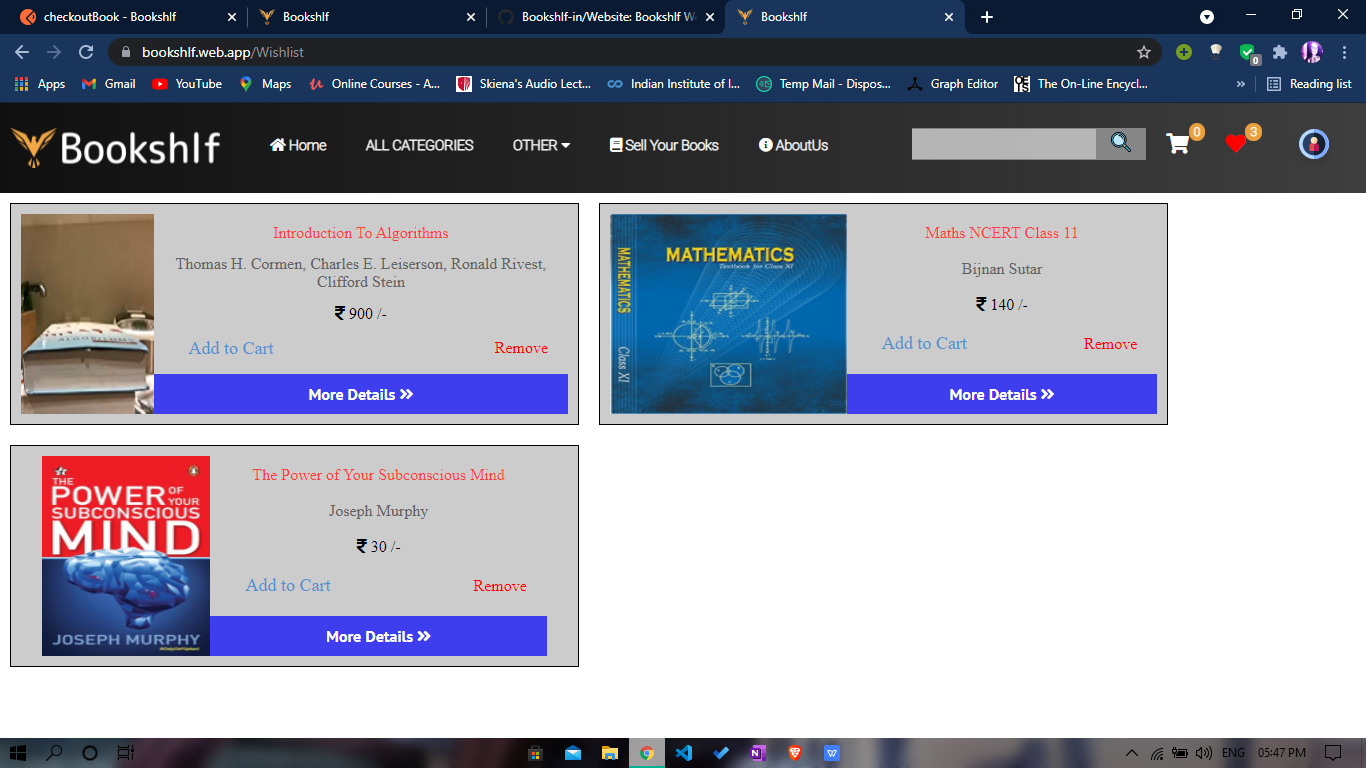 checkoutBook - Bookshlf
Bookshlf
Bookshlf-in/Website: Bookshlf W
Bookshlf
bookshlf.web.app/Wishlist
0
Apps
Gmail
YouTube
Maps
Online Courses - A...
Skiena's Audio Lect...
Indian Institute of I...
Temp Mail - Dispos...
Graph Editor
The On-Line Encycl...
»
Reading list
Bookshlf
Home
ALL CATEGORIES
OTHER
Sell Your Books
AboutUs
0
3
Introduction To Algorithms
Thomas H. Cormen, Charles E. Leiserson, Ronald Rivest,
Clifford Stein
₹ 900 /-
Add to Cart
Remove
More Details »
MATHEMATICS
MATHEMATICS
Textbook for Class XI
Class XI
Maths NCERT Class 11
Bijnan Sutar
₹ 140 /-
Add to Cart
Remove
More Details »
THE
POWER OF
YOUR
SUBCONSCIOUS
MIND
JOSEPH MURPHY
The Power of Your Subconscious Mind
Joseph Murphy
₹ 30 /-
Add to Cart
Remove
More Details »
ENG
05:47 PM